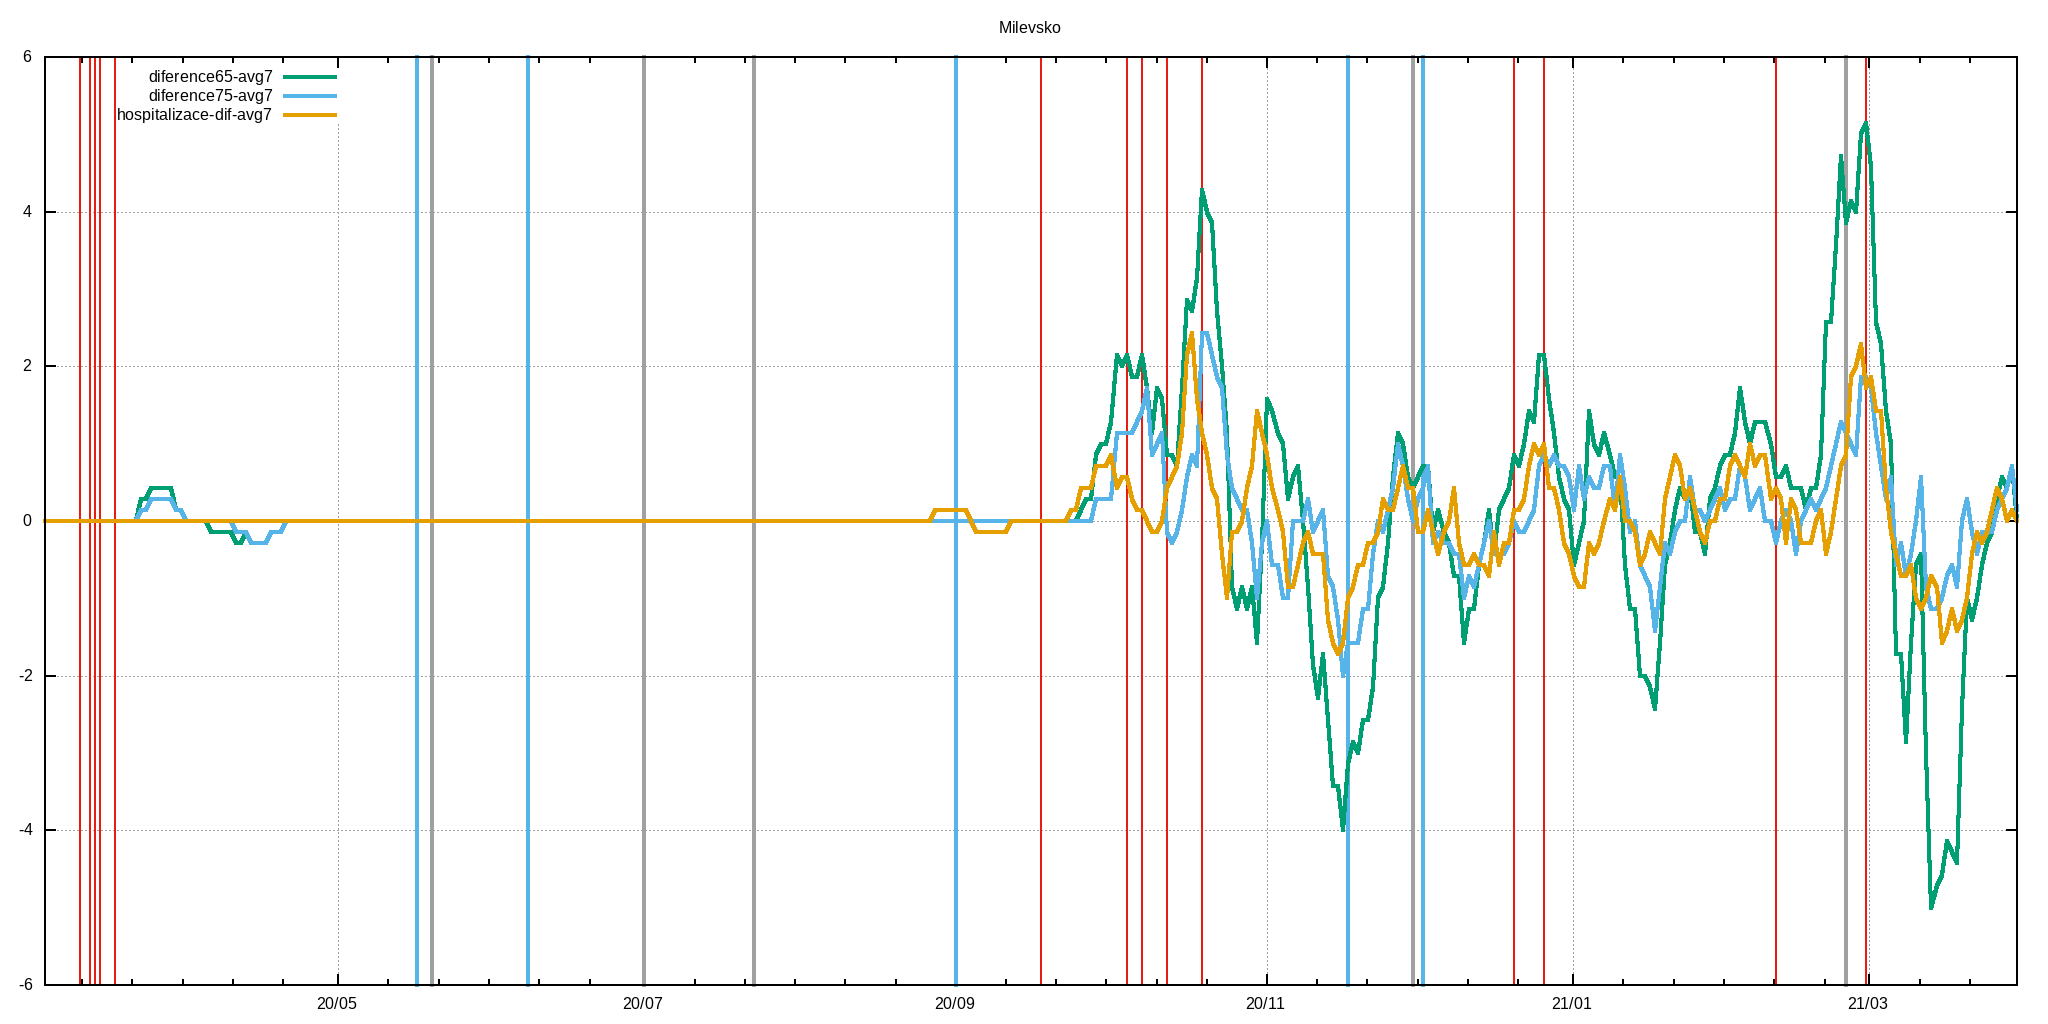 Milevsko
6
diference65-avg7
diference75-avg7
hospitalizace-dif-avg7
4
2
0
-2
-4
-6
20/05 20/07 20/09 20/11 21/01 21/03